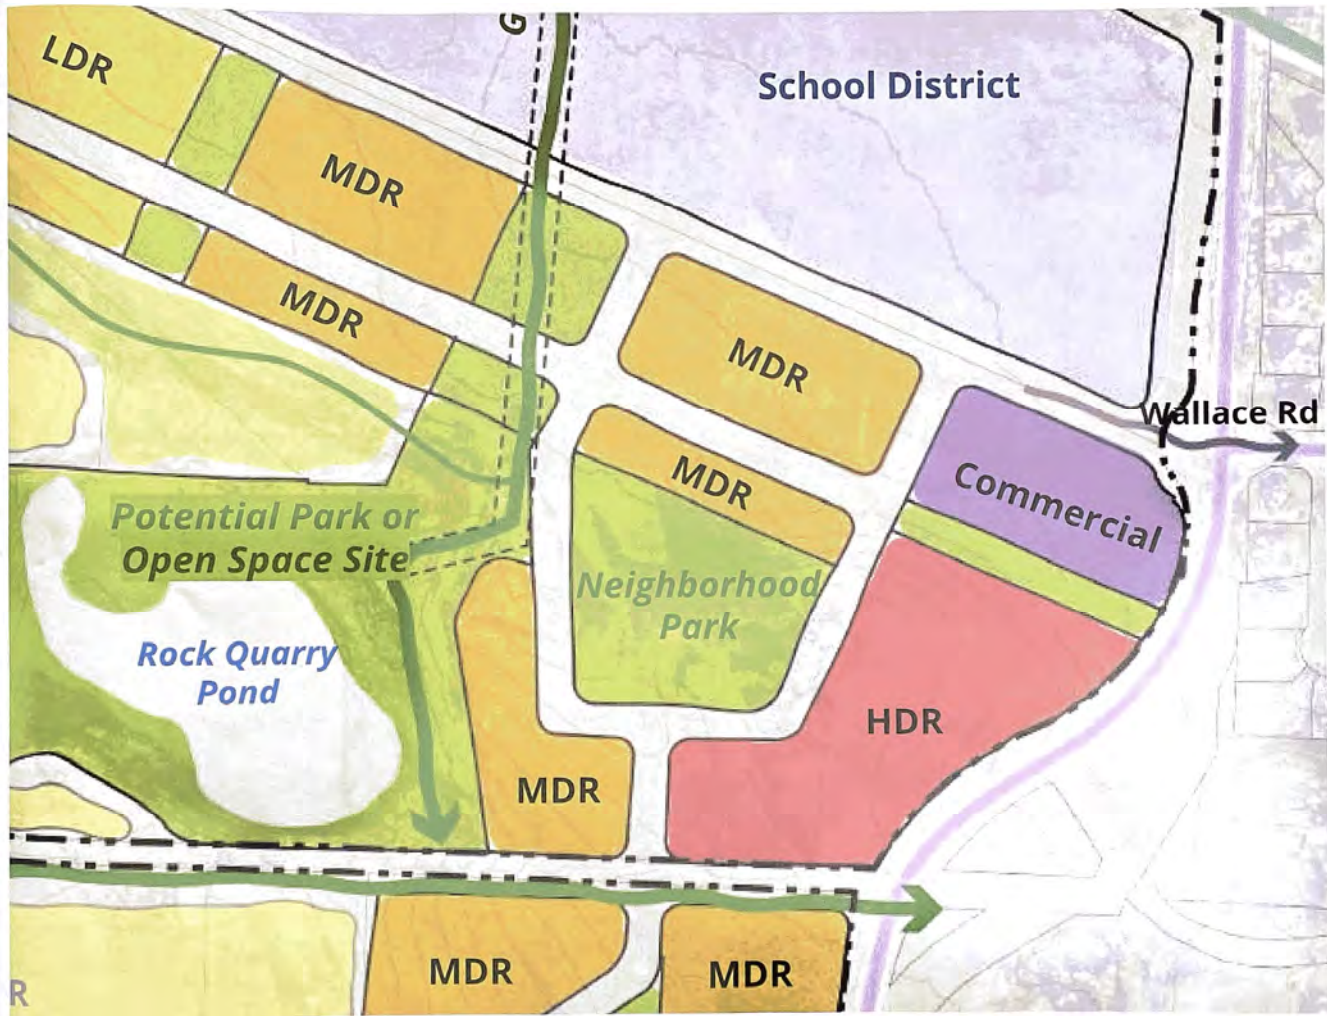 G
School District
LDR
MDR
MDR
MDR
Wallace Rd
MDR
Commercial
Potential Park or
Open Space Site
Neighborhood
Park
Rock Quarry
Pond
HDR
MDR
MDR
MDR
R